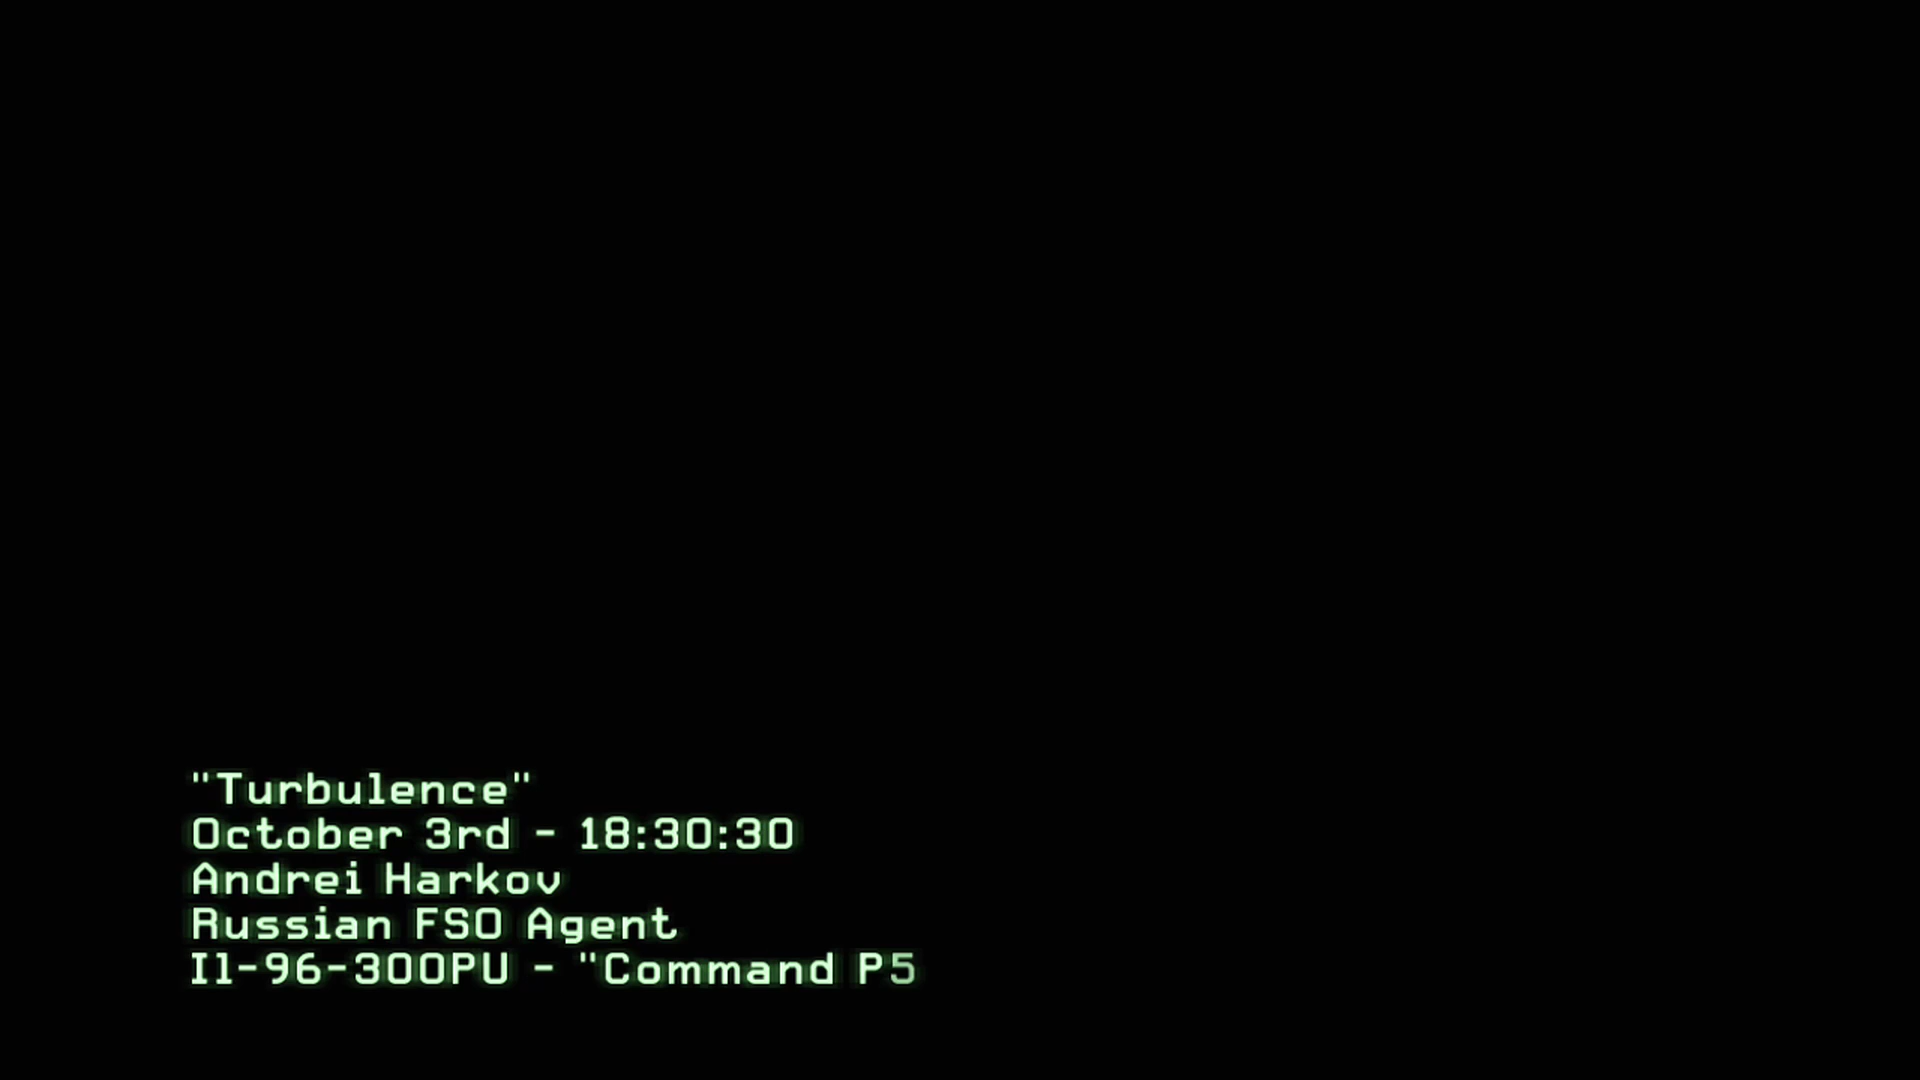 "Turbulence"
October 3rd - 18:30:30
Andrei Harkov
Russian FSO Agent
Il-96-300PU - "Command P5